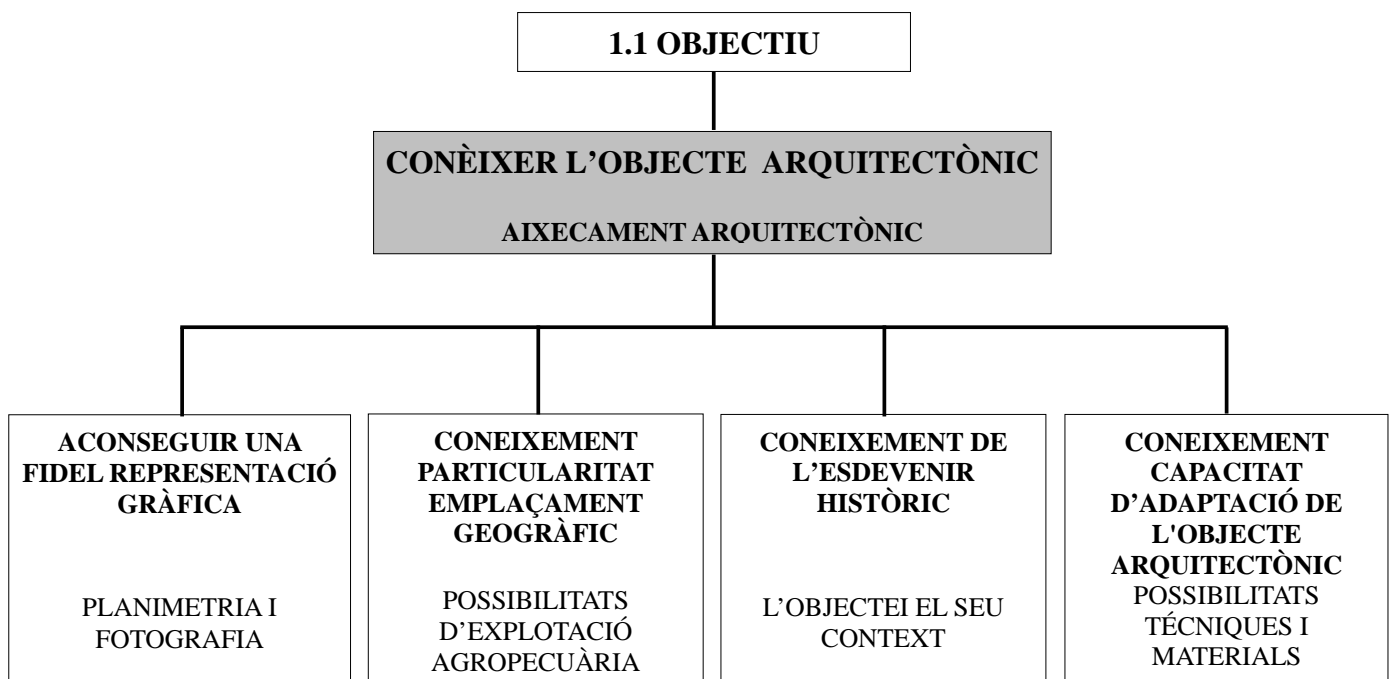 1.1 OBJECTIU
CONÈIXER L’OBJECTE ARQUITECTÒNIC
AIXECAMENT ARQUITECTÒNIC
ACONSEGUIR UNA
FIDEL REPRESENTACIÓ
GRÀFICA
PLANIMETRIA I
FOTOGRAFIA
CONEIXEMENT
PARTICULARITAT
EMPLAÇAMENT
GEOGRÀFIC
POSSIBILITATS
D’EXPLOTACIÓ
AGROPECUÀRIA
CONEIXEMENT DE
L’ESDEVENIR
HISTÒRIC
L’OBJECTEI EL SEU
CONTEXT
CONEIXEMENT
CAPACITAT
D’ADAPTACIÓ DE
L'OBJECTE
ARQUITECTÒNIC
POSSIBILITATS
TÉCNIQUES I
MATERIALS